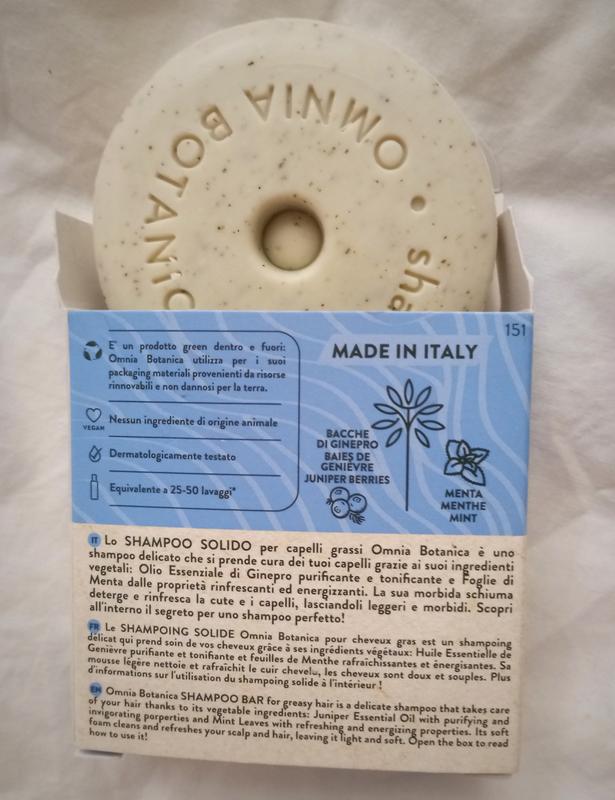 OMNIA BOTANI
sha
151
E' un prodotto green dentro e fuori:
Omnia Botanica utilizza per i suoi
packaging materiali provenienti da risorse
rinnovabili e non dannosi per la terra.
VEGAN
Nessun ingrediente di origine animale
Dermatologicamente testato
Equivalente a 25-50 lavaggi*
MADE IN ITALY
BACCHE
DI GINEPRO
BAIES DE
GENIÈVRE
JUNIPER BERRIES
MENTA
MENTHE
MINT
IT Lo SHAMPOO SOLIDO per capelli grassi Omnia Botanica è uno
shampoo delicato che si prende cura dei tuoi capelli grazie ai suoi ingredienti
vegetali: Olio Essenziale di Ginepro purificante e tonificante e Foglie di
Menta dalle proprietà rinfrescanti ed energizzanti. La sua morbida schiuma
deterge e rinfresca la cute e i capelli, lasciandoli leggeri e morbidi. Scopri
all'interno il segreto per uno shampoo perfetto!
FR Le SHAMPOING SOLIDE Omnia Botanica pour cheveux gras est un shampoing
délicat qui prend soin de vos cheveux grâce à ses ingrédients végétaux: Huile Essentielle de
Genièvre purifiante et tonifiante et feuilles de Menthe rafraîchissantes et énergisantes. Sa
mousse légère nettoie et rafraîchit le cuir chevelu, les cheveux sont doux et souples. Plus
d'informations sur l'utilisation du shampoing solide à l'intérieur !
EN Omnia Botanica SHAMPOO BAR for greasy hair is a delicate shampoo that takes care
of your hair thanks to its vegetable ingredients: Juniper Essential Oil with purifying and
invigorating porperties and Mint Leaves with refreshing and energizing properties. Its soft
foam cleans and refreshes your scalp and hair, leaving it light and soft. Open the box to read
how to use it!